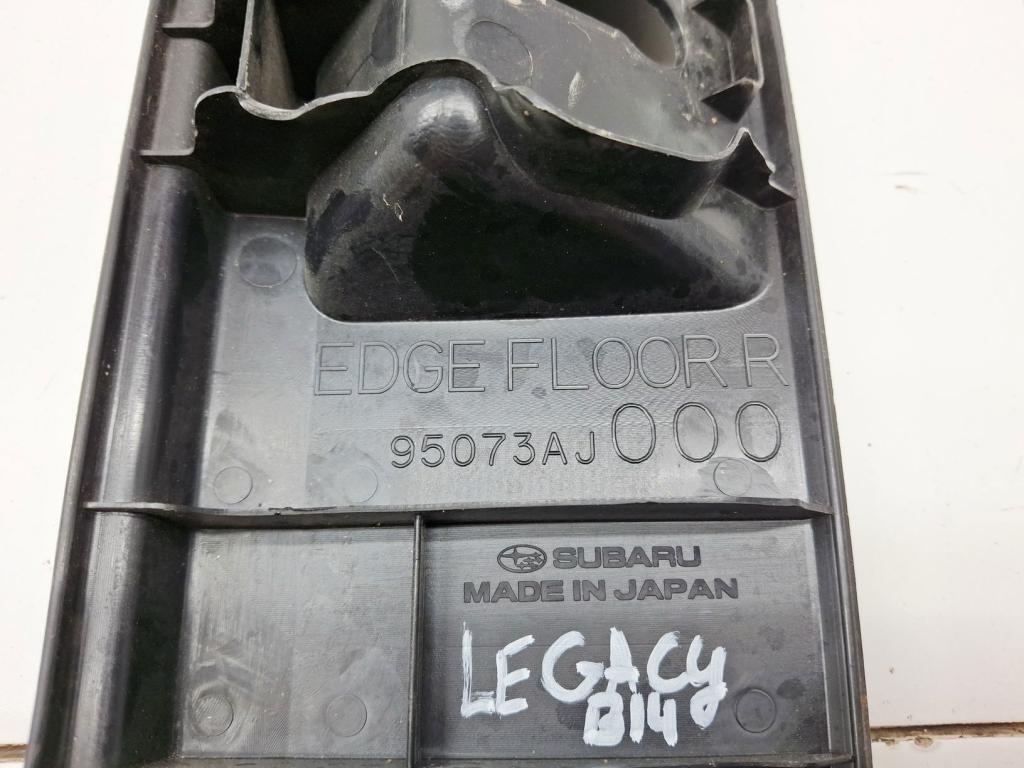 EDGE FLOOR R
95073AJ000
SUBARU
MADE IN JAPAN
LEGACY
B14